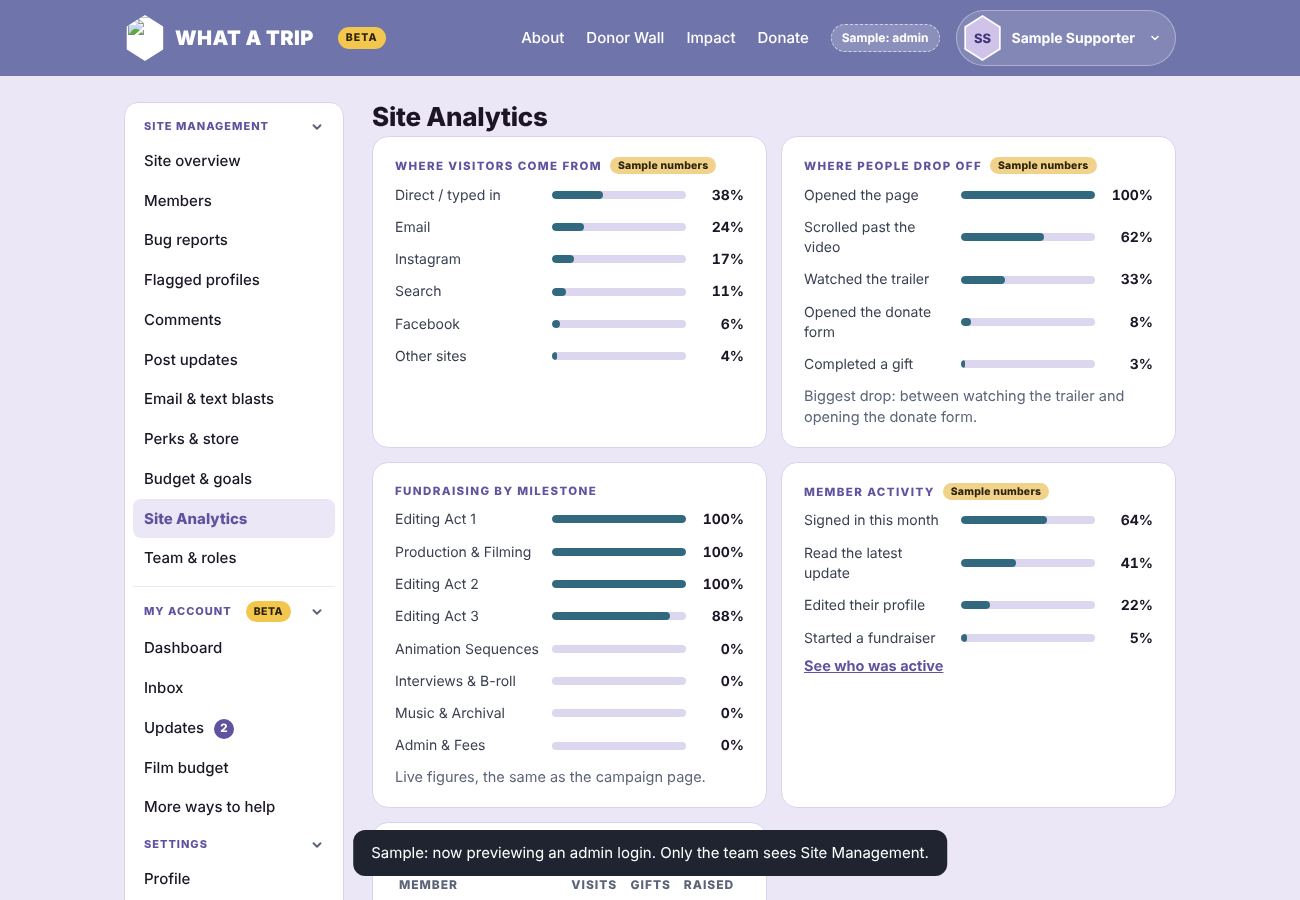 WHAT A TRIP
BETA
About
Donor Wall
Impact
Donate
Sample: admin
SS
Sample Supporter
SITE MANAGEMENT
Site overview
Members
Bug reports
Flagged profiles
Comments
Post updates
Email & text blasts
Perks & store
Budget & goals
Site Analytics
Team & roles
MY ACCOUNT BETA
Dashboard
Inbox
Updates 2
Film budget
More ways to help
SETTINGS
Profile
Site Analytics
WHERE VISITORS COME FROM Sample numbers
Direct / typed in 38%
Email 24%
Instagram 17%
Search 11%
Facebook 6%
Other sites 4%
WHERE PEOPLE DROP OFF Sample numbers
Opened the page 100%
Scrolled past the
video 62%
Watched the trailer 33%
Opened the donate
form 8%
Completed a gift 3%
Biggest drop: between watching the trailer and
opening the donate form.
FUNDRAISING BY MILESTONE
Editing Act 1 100%
Production & Filming 100%
Editing Act 2 100%
Editing Act 3 88%
Animation Sequences 0%
Interviews & B-roll 0%
Music & Archival 0%
Admin & Fees 0%
Live figures, the same as the campaign page.
MEMBER ACTIVITY Sample numbers
Signed in this month 64%
Read the latest
update 41%
Edited their profile 22%
Started a fundraiser 5%
See who was active
Sample: now previewing an admin login. Only the team sees Site Management.
MEMBER VISITS GIFTS RAISED